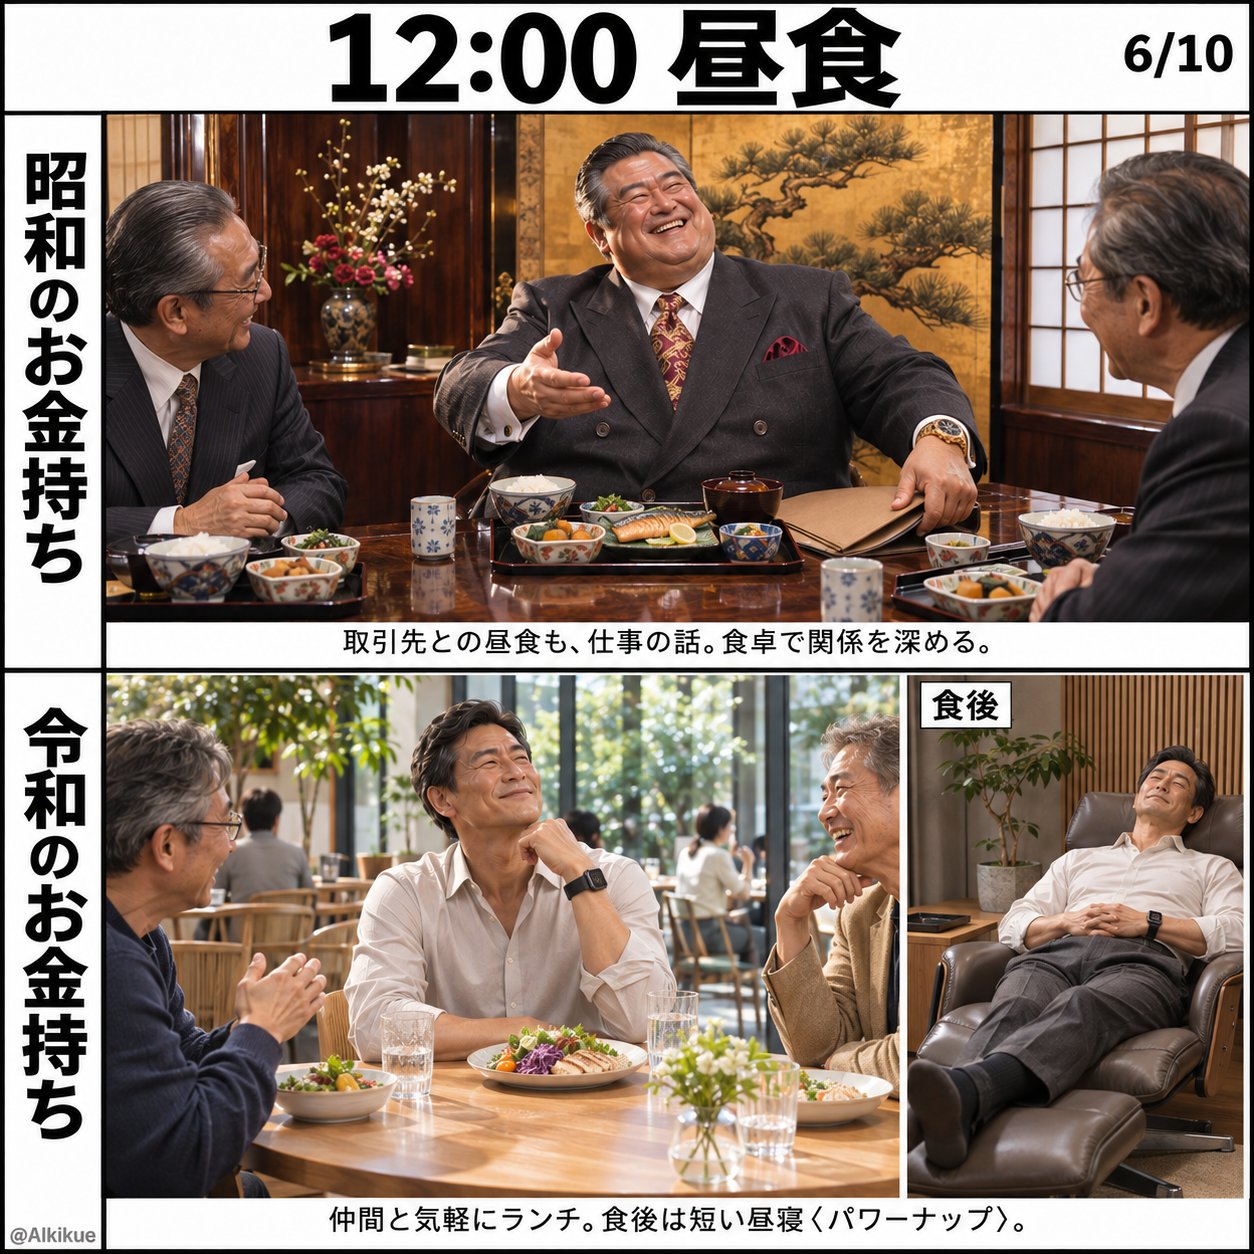 12:00 昼食
6/10
昭和のお金持ち
取引先との昼食も、仕事の話。食卓で関係を深める。
令和のお金持ち
食後
仲間と気軽にランチ。食後は短い昼寝〈パワーナップ〉。
@AIkikue